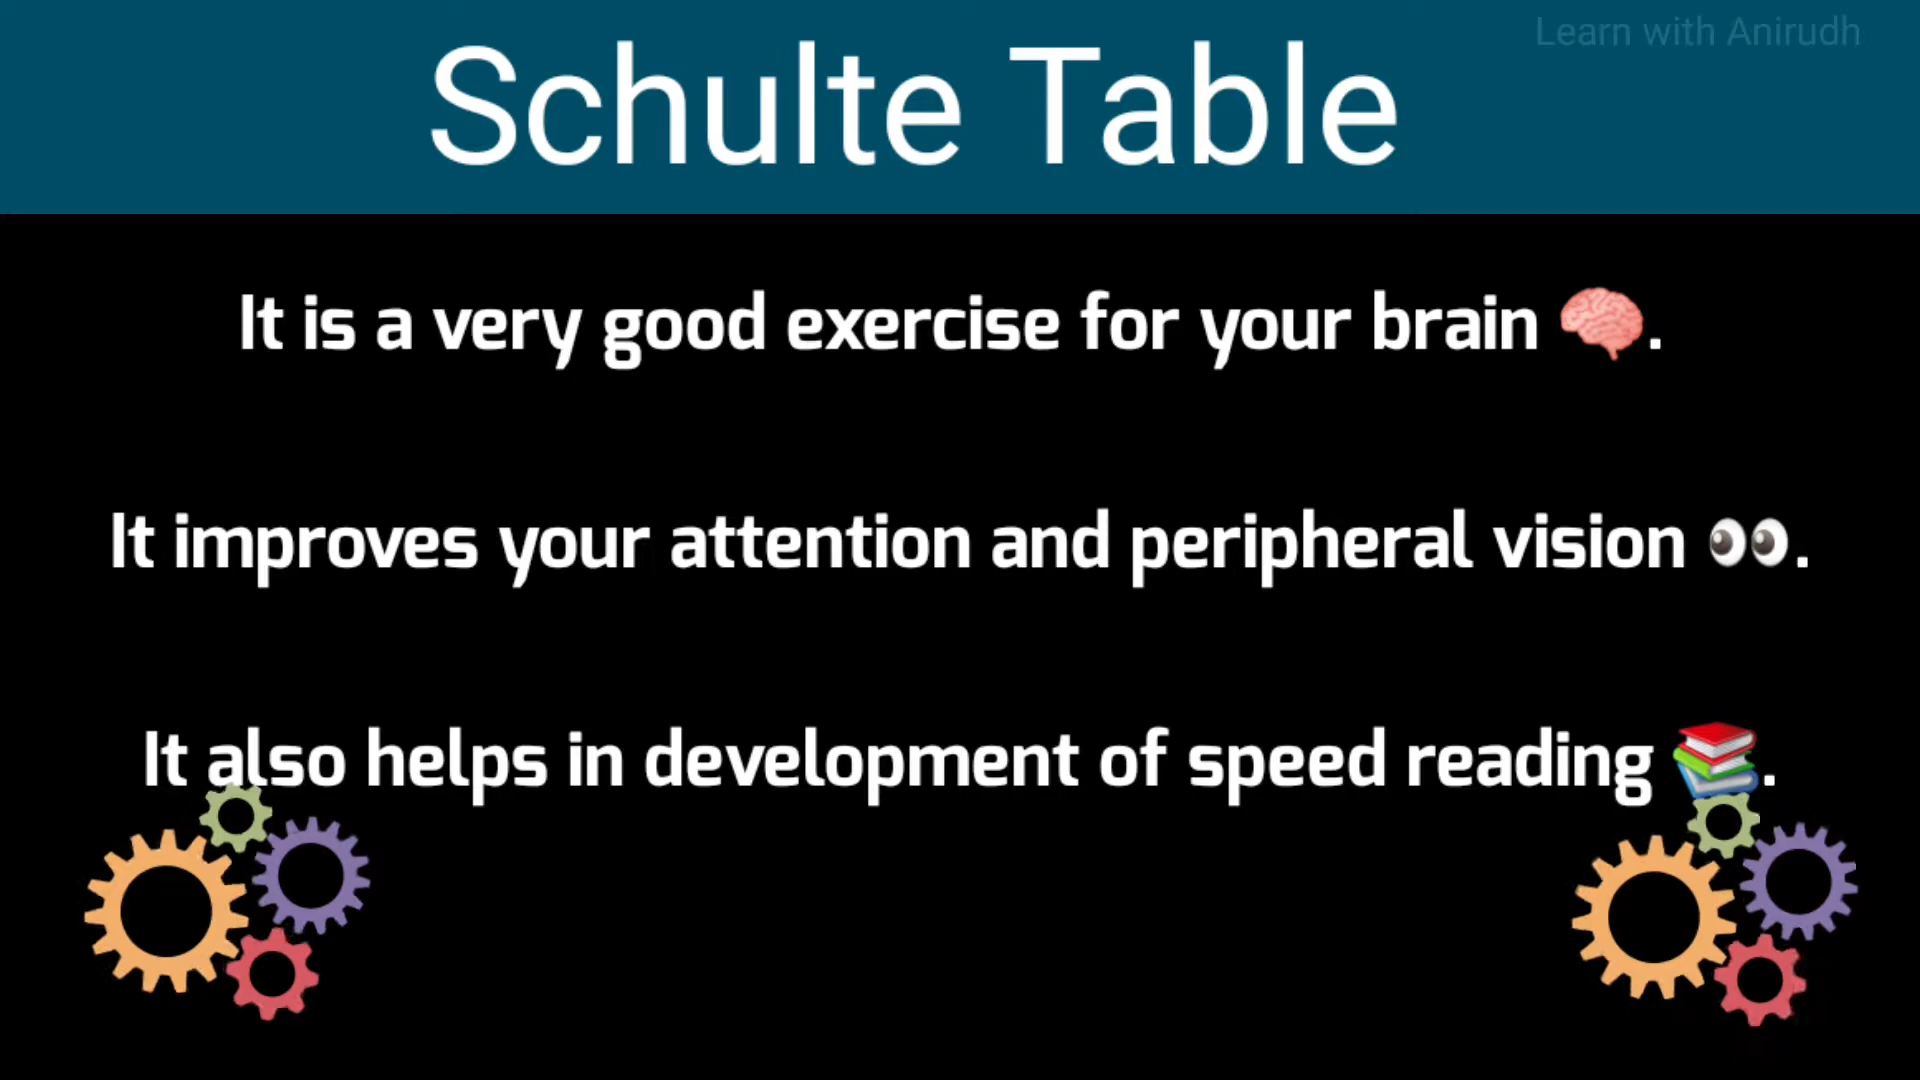 Learn with Anirudh
Schulte Table
It is a very good exercise for your brain 🧠.
It improves your attention and peripheral vision 👀.
It also helps in development of speed reading 📚.